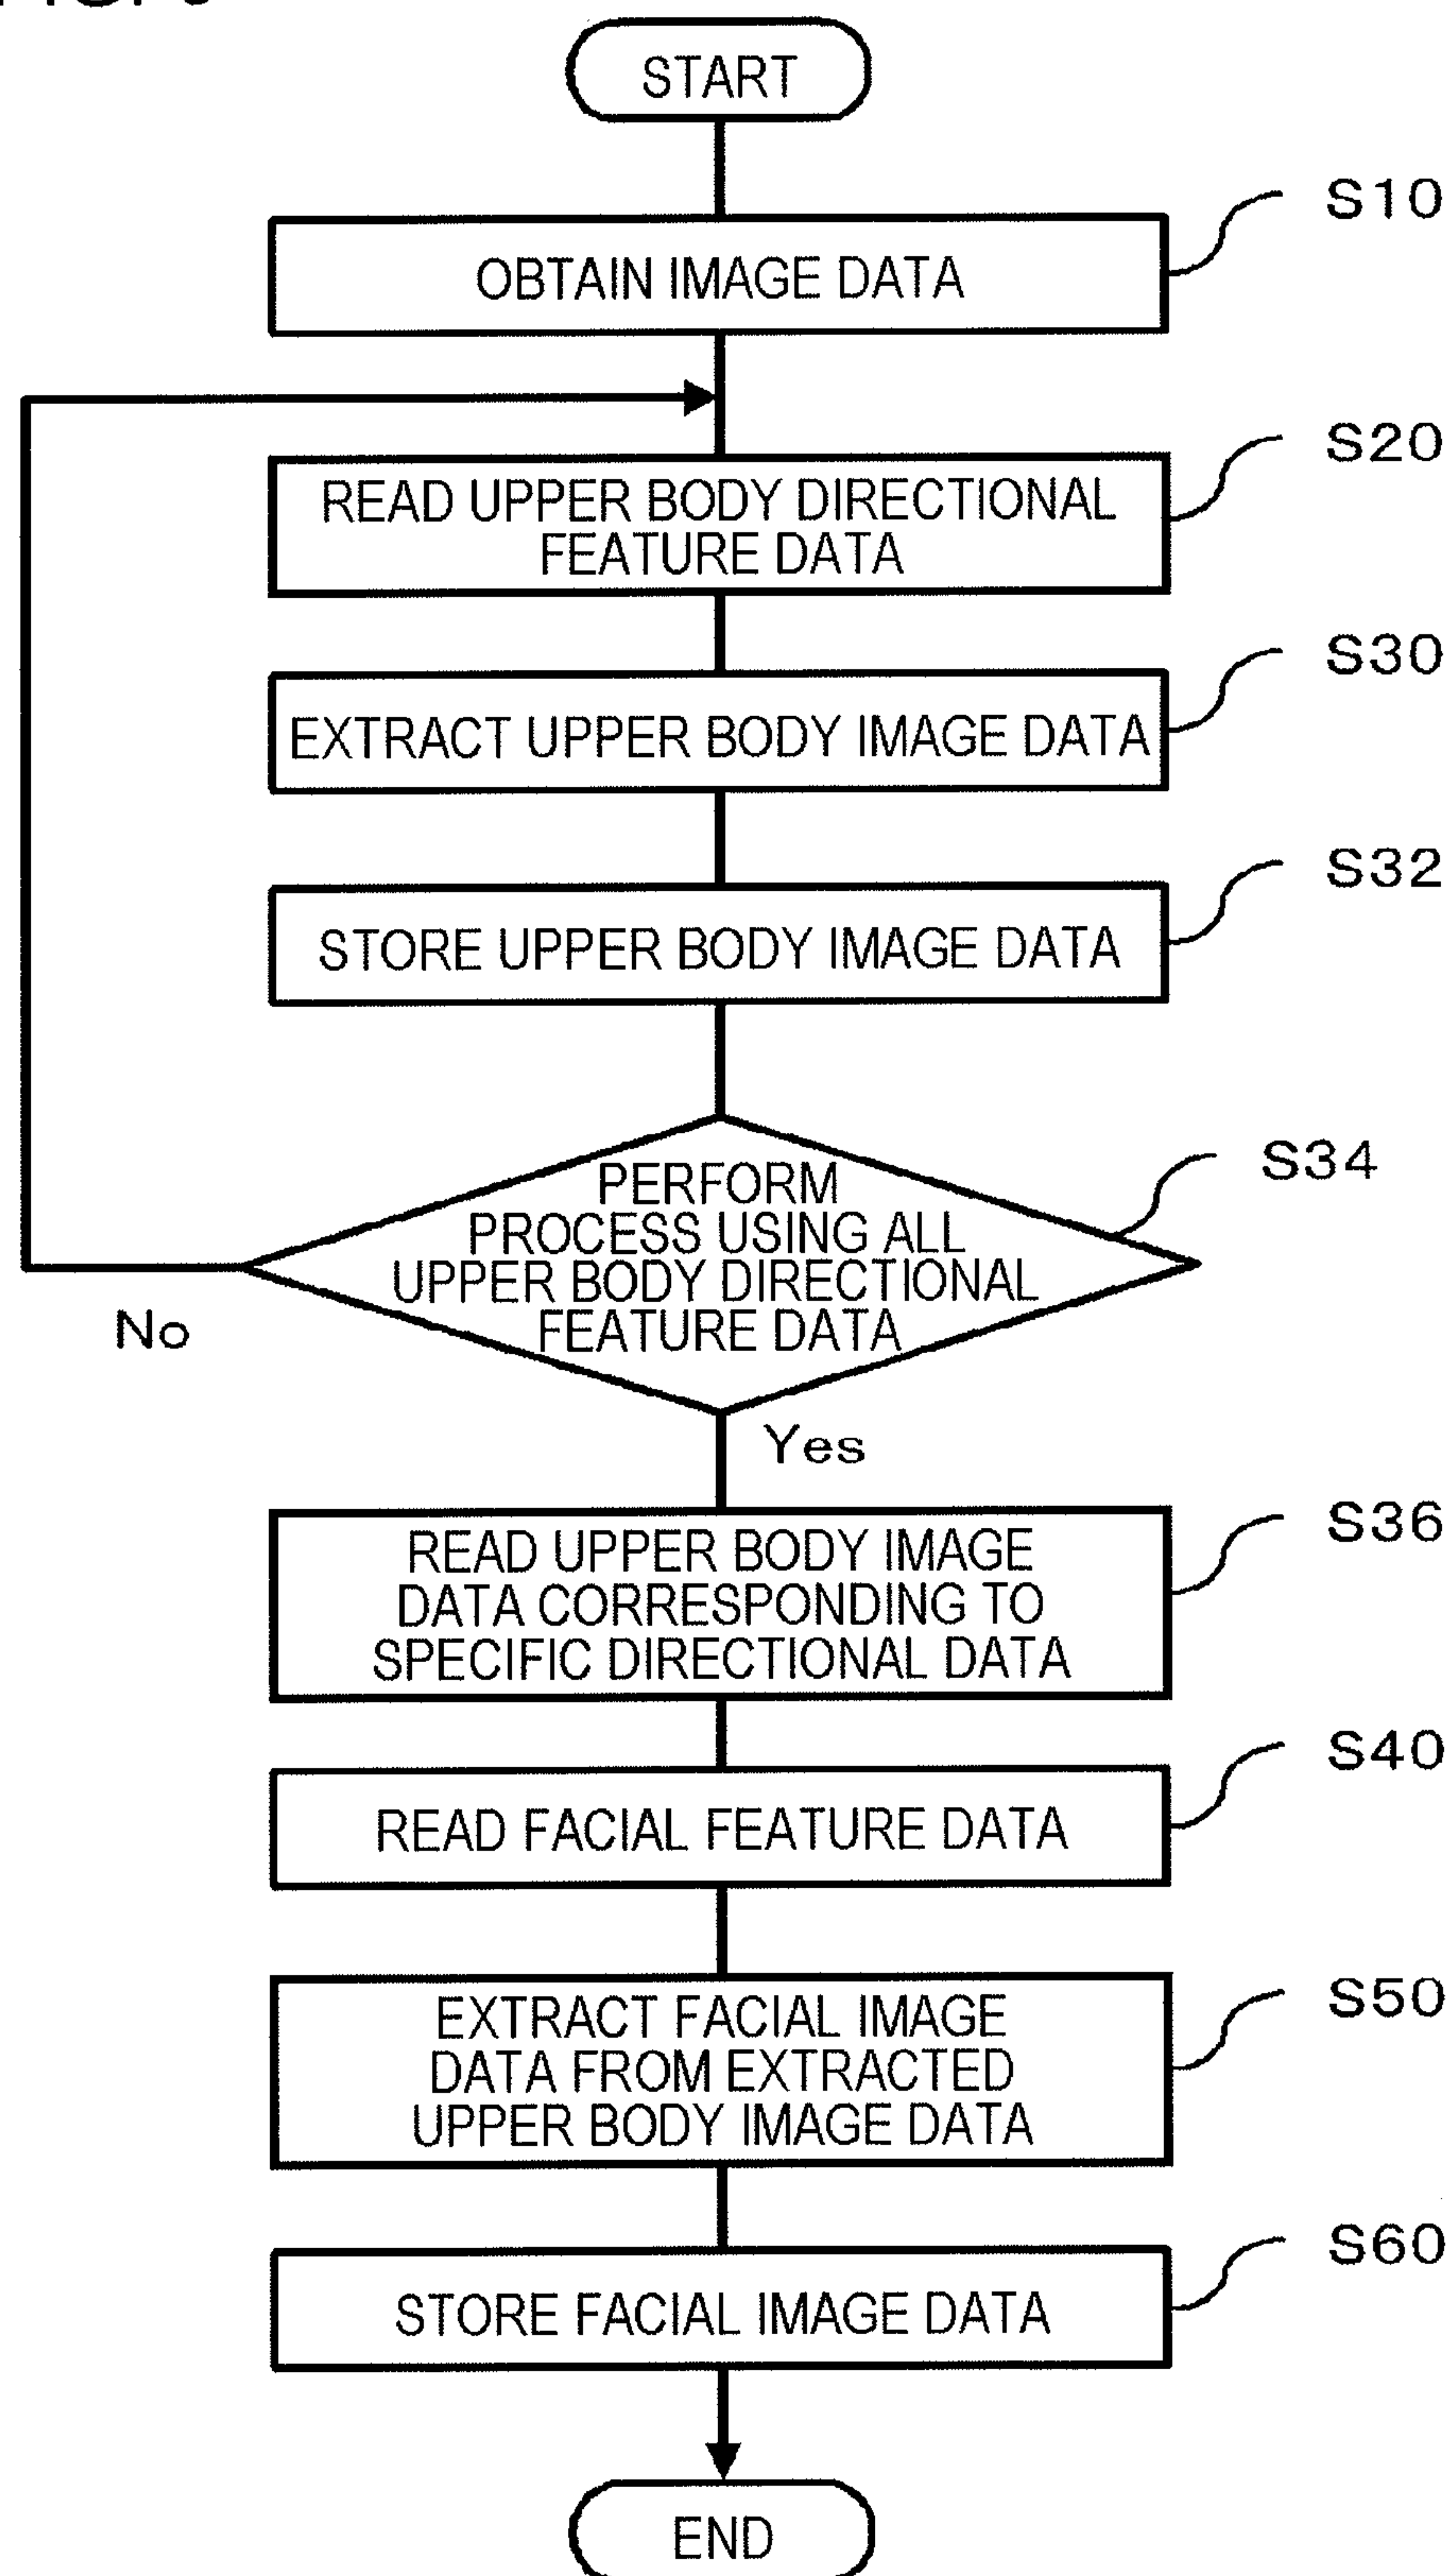 START
S10
OBTAIN IMAGE DATA
S20
READ UPPER BODY DIRECTIONAL
FEATURE DATA
S30
EXTRACT UPPER BODY IMAGE DATA
S32
STORE UPPER BODY IMAGE DATA
S34
PERFORM
PROCESS USING ALL
UPPER BODY DIRECTIONAL
FEATURE DATA
No
Yes
S36
READ UPPER BODY IMAGE
DATA CORRESPONDING TO
SPECIFIC DIRECTIONAL DATA
S40
READ FACIAL FEATURE DATA
S50
EXTRACT FACIAL IMAGE
DATA FROM EXTRACTED
UPPER BODY IMAGE DATA
S60
STORE FACIAL IMAGE DATA
END